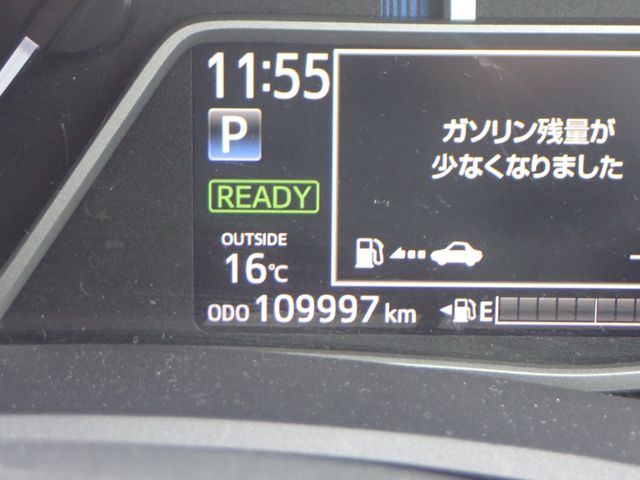 11:55
P
READY
OUTSIDE
16℃
ODO 109997 km
ガソリン残量が
少なくなりました
E